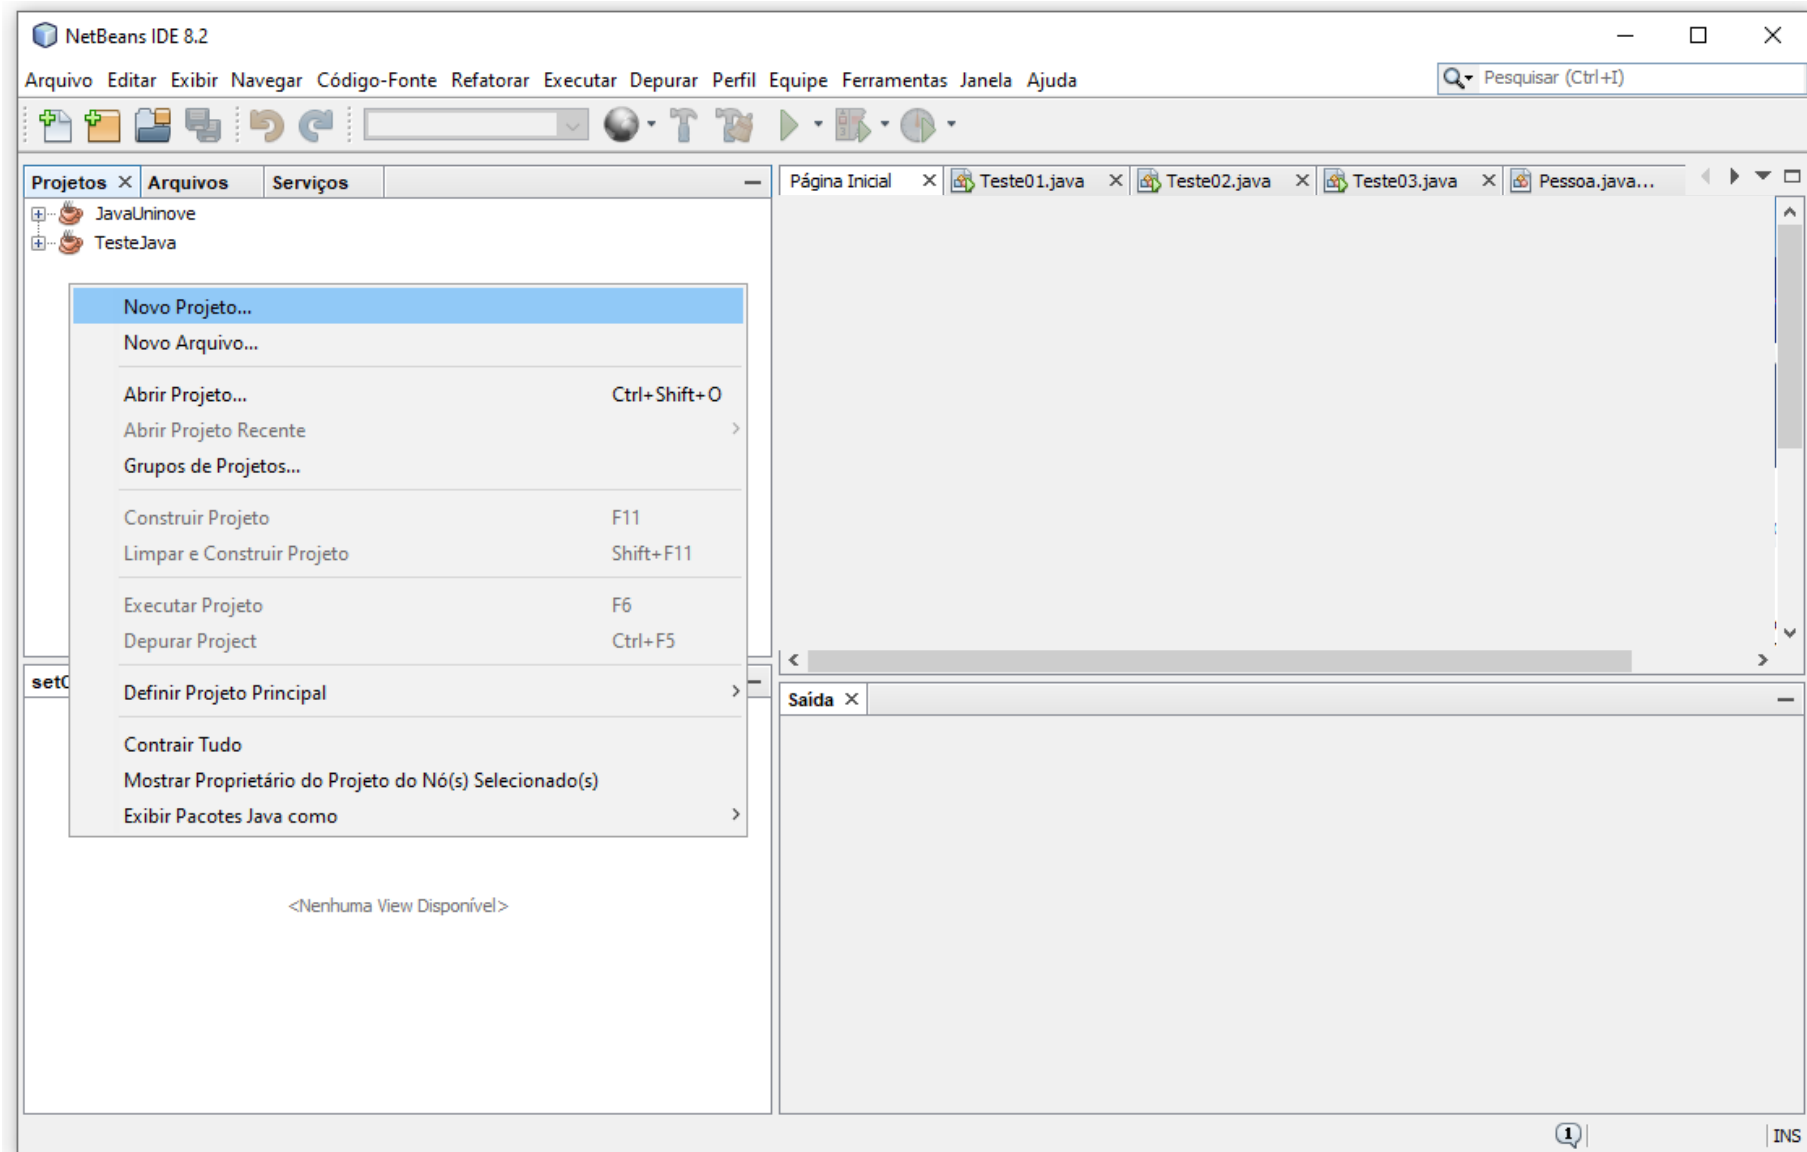 NetBeans IDE 8.2
Arquivo Editar Exibir Navegar Código-Fonte Refatorar Executar Depurar Perfil Equipe Ferramentas Janela Ajuda
Pesquisar (Ctrl+I)
Projetos Arquivos Serviços
Página Inicial Teste01.java Teste02.java Teste03.java Pessoa.java...
JavaUninove
TesteJava
Novo Projeto...
Novo Arquivo...
Abrir Projeto... Ctrl+Shift+O
Abrir Projeto Recente
Grupos de Projetos...
Construir Projeto F11
Limpar e Construir Projeto Shift+F11
Executar Projeto F6
Depurar Project Ctrl+F5
Definir Projeto Principal
Contrair Tudo
Mostrar Proprietário do Projeto do Nó(s) Selecionado(s)
Exibir Pacotes Java como
Saída
<Nenhuma View Disponível>
1
INS